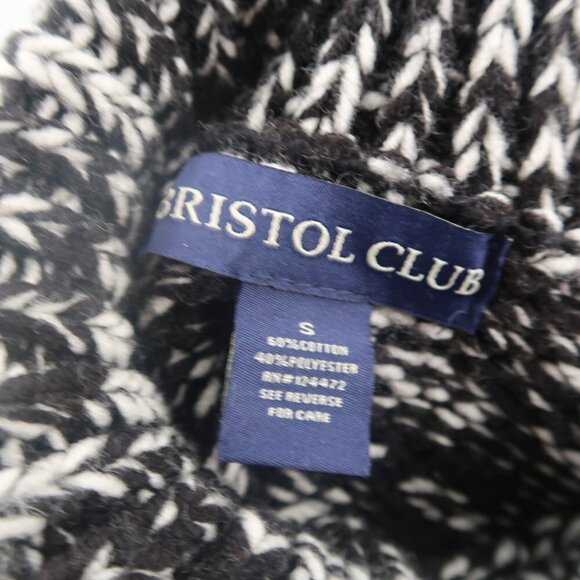 BRISTOL CLUB
S
60%COTTON
40%POLYESTER
RN#124472
SEE REVERSE
FOR CARE